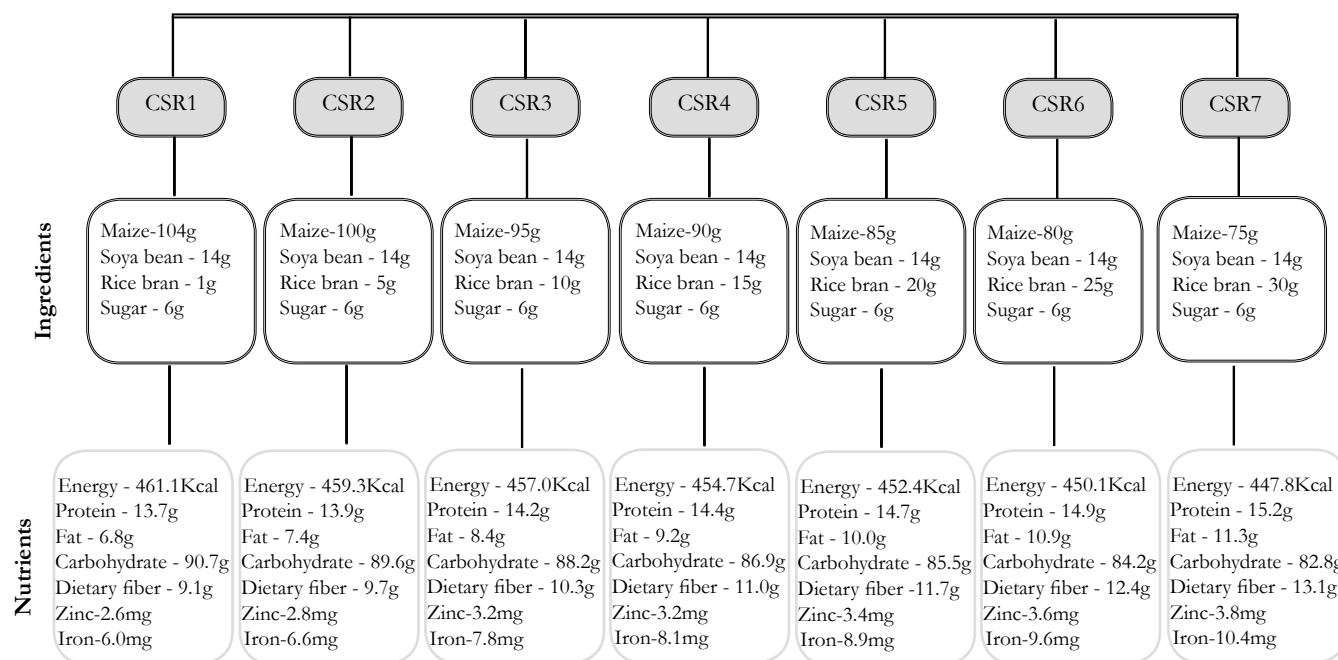 CSR1
CSR2
CSR3
CSR4
CSR5
CSR6
CSR7
Ingredients
Maize-104g
Soya bean - 14g
Rice bran - 1g
Sugar - 6g
Maize-100g
Soya bean - 14g
Rice bran - 5g
Sugar - 6g
Maize-95g
Soya bean - 14g
Rice bran - 10g
Sugar - 6g
Maize-90g
Soya bean - 14g
Rice bran - 15g
Sugar - 6g
Maize-85g
Soya bean - 14g
Rice bran - 20g
Sugar - 6g
Maize-80g
Soya bean - 14g
Rice bran - 25g
Sugar - 6g
Maize-75g
Soya bean - 14g
Rice bran - 30g
Sugar - 6g
Nutrients
Energy - 461.1Kcal
Protein - 13.7g
Fat - 6.8g
Carbohydrate - 90.7g
Dietary fiber - 9.1g
Zinc-2.6mg
Iron-6.0mg
Energy - 459.3Kcal
Protein - 13.9g
Fat - 7.4g
Carbohydrate - 89.6g
Dietary fiber - 9.7g
Zinc-2.8mg
Iron-6.6mg
Energy - 457.0Kcal
Protein - 14.2g
Fat - 8.4g
Carbohydrate - 88.2g
Dietary fiber - 10.3g
Zinc-3.2mg
Iron-7.8mg
Energy - 454.7Kcal
Protein - 14.4g
Fat - 9.2g
Carbohydrate - 86.9g
Dietary fiber - 11.0g
Zinc-3.2mg
Iron-8.1mg
Energy - 452.4Kcal
Protein - 14.7g
Fat - 10.0g
Carbohydrate - 85.5g
Dietary fiber -11.7g
Zinc-3.4mg
Iron-8.9mg
Energy - 450.1Kcal
Protein - 14.9g
Fat - 10.9g
Carbohydrate - 84.2g
Dietary fiber - 12.4g
Zinc-3.6mg
Iron-9.6mg
Energy - 447.8Kcal
Protein - 15.2g
Fat - 11.3g
Carbohydrate - 82.8g
Dietary fiber - 13.1g
Zinc-3.8mg
Iron-10.4mg